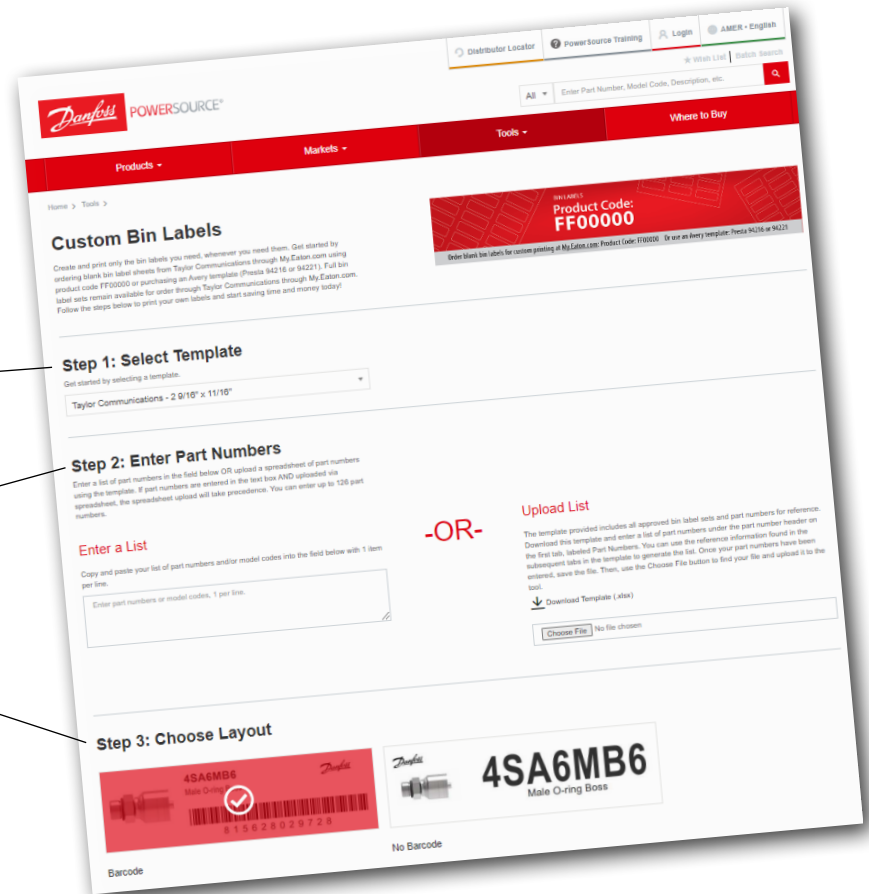 Distributor Locator
PowerSource Training
Login
AMER • English
Wish List | Batch Search
Danfoss POWERSOURCE®
All
Enter Part Number, Model Code, Description, etc.
Products
Markets
Tools
Where to Buy
Home > Tools >
Custom Bin Labels
Create and print only the bin labels you need, whenever you need them. Get started by
ordering blank bin label sheets from Taylor Communications through My.Eaton.com using
product code FF00000 or purchasing an Avery template (Presta 94216 or 94221). Full bin
label sets remain available for order through Taylor Communications through My.Eaton.com.
Follow the steps below to print your own labels and start saving time and money today!
BIN LABELS
Product Code:
FF00000
Order blank bin labels for custom printing at My.Eaton.com: Product Code: FF00000 Or use an Avery template: Presta 94216 or 94221
Step 1: Select Template
Get started by selecting a template.
Taylor Communications - 2 9/16" x 11/16"
Step 2: Enter Part Numbers
Enter a list of part numbers in the field below OR upload a spreadsheet of part numbers
using the template. If part numbers are entered in the text box AND uploaded via
spreadsheet, the spreadsheet upload will take precedence. You can enter up to 126 part
numbers.
Enter a List
Copy and paste your list of part numbers and/or model codes into the field below with 1 item
per line.
Enter part numbers or model codes, 1 per line.
-OR-
Upload List
The template provided includes all approved bin label sets and part numbers for reference.
Download this template and enter a list of part numbers under the part number header on
the first tab, labeled Part Numbers. You can use the reference information found in the
subsequent tabs in the template to generate the list. Once your part numbers have been
entered, save the file. Then, use the Choose File button to find your file and upload it to the
tool.
Download Template (.xlsx)
Choose File No file chosen
Step 3: Choose Layout
4SA6MB6
Danfoss
Male O-ring
815628029728
Barcode
Danfoss
4SA6MB6
Male O-ring Boss
No Barcode